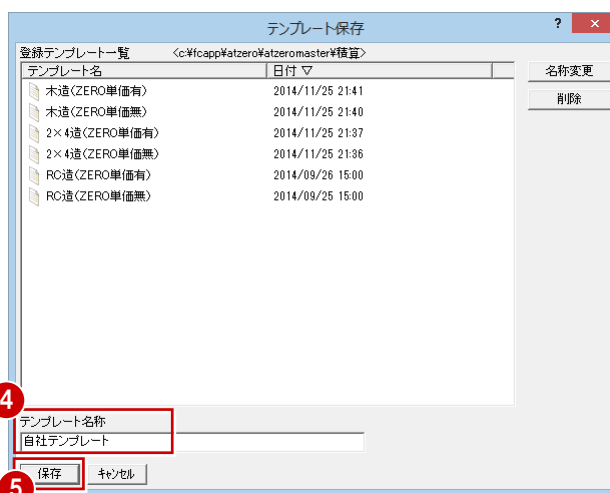 テンプレート保存 ? ×
登録テンプレート一覧 <c:¥fcapp¥atzero¥atzeromaster¥積算>
テンプレート名 日付 ▽ 名称変更
木造(ZERO単価有) 2014/11/25 21:41 削除
木造(ZERO単価無) 2014/11/25 21:40
2×4造(ZERO単価有) 2014/11/25 21:37
2×4造(ZERO単価無) 2014/11/25 21:36
RC造(ZERO単価有) 2014/09/26 15:00
RC造(ZERO単価無) 2014/09/25 15:00
4
テンプレート名称
自社テンプレート
保存 キャンセル
5